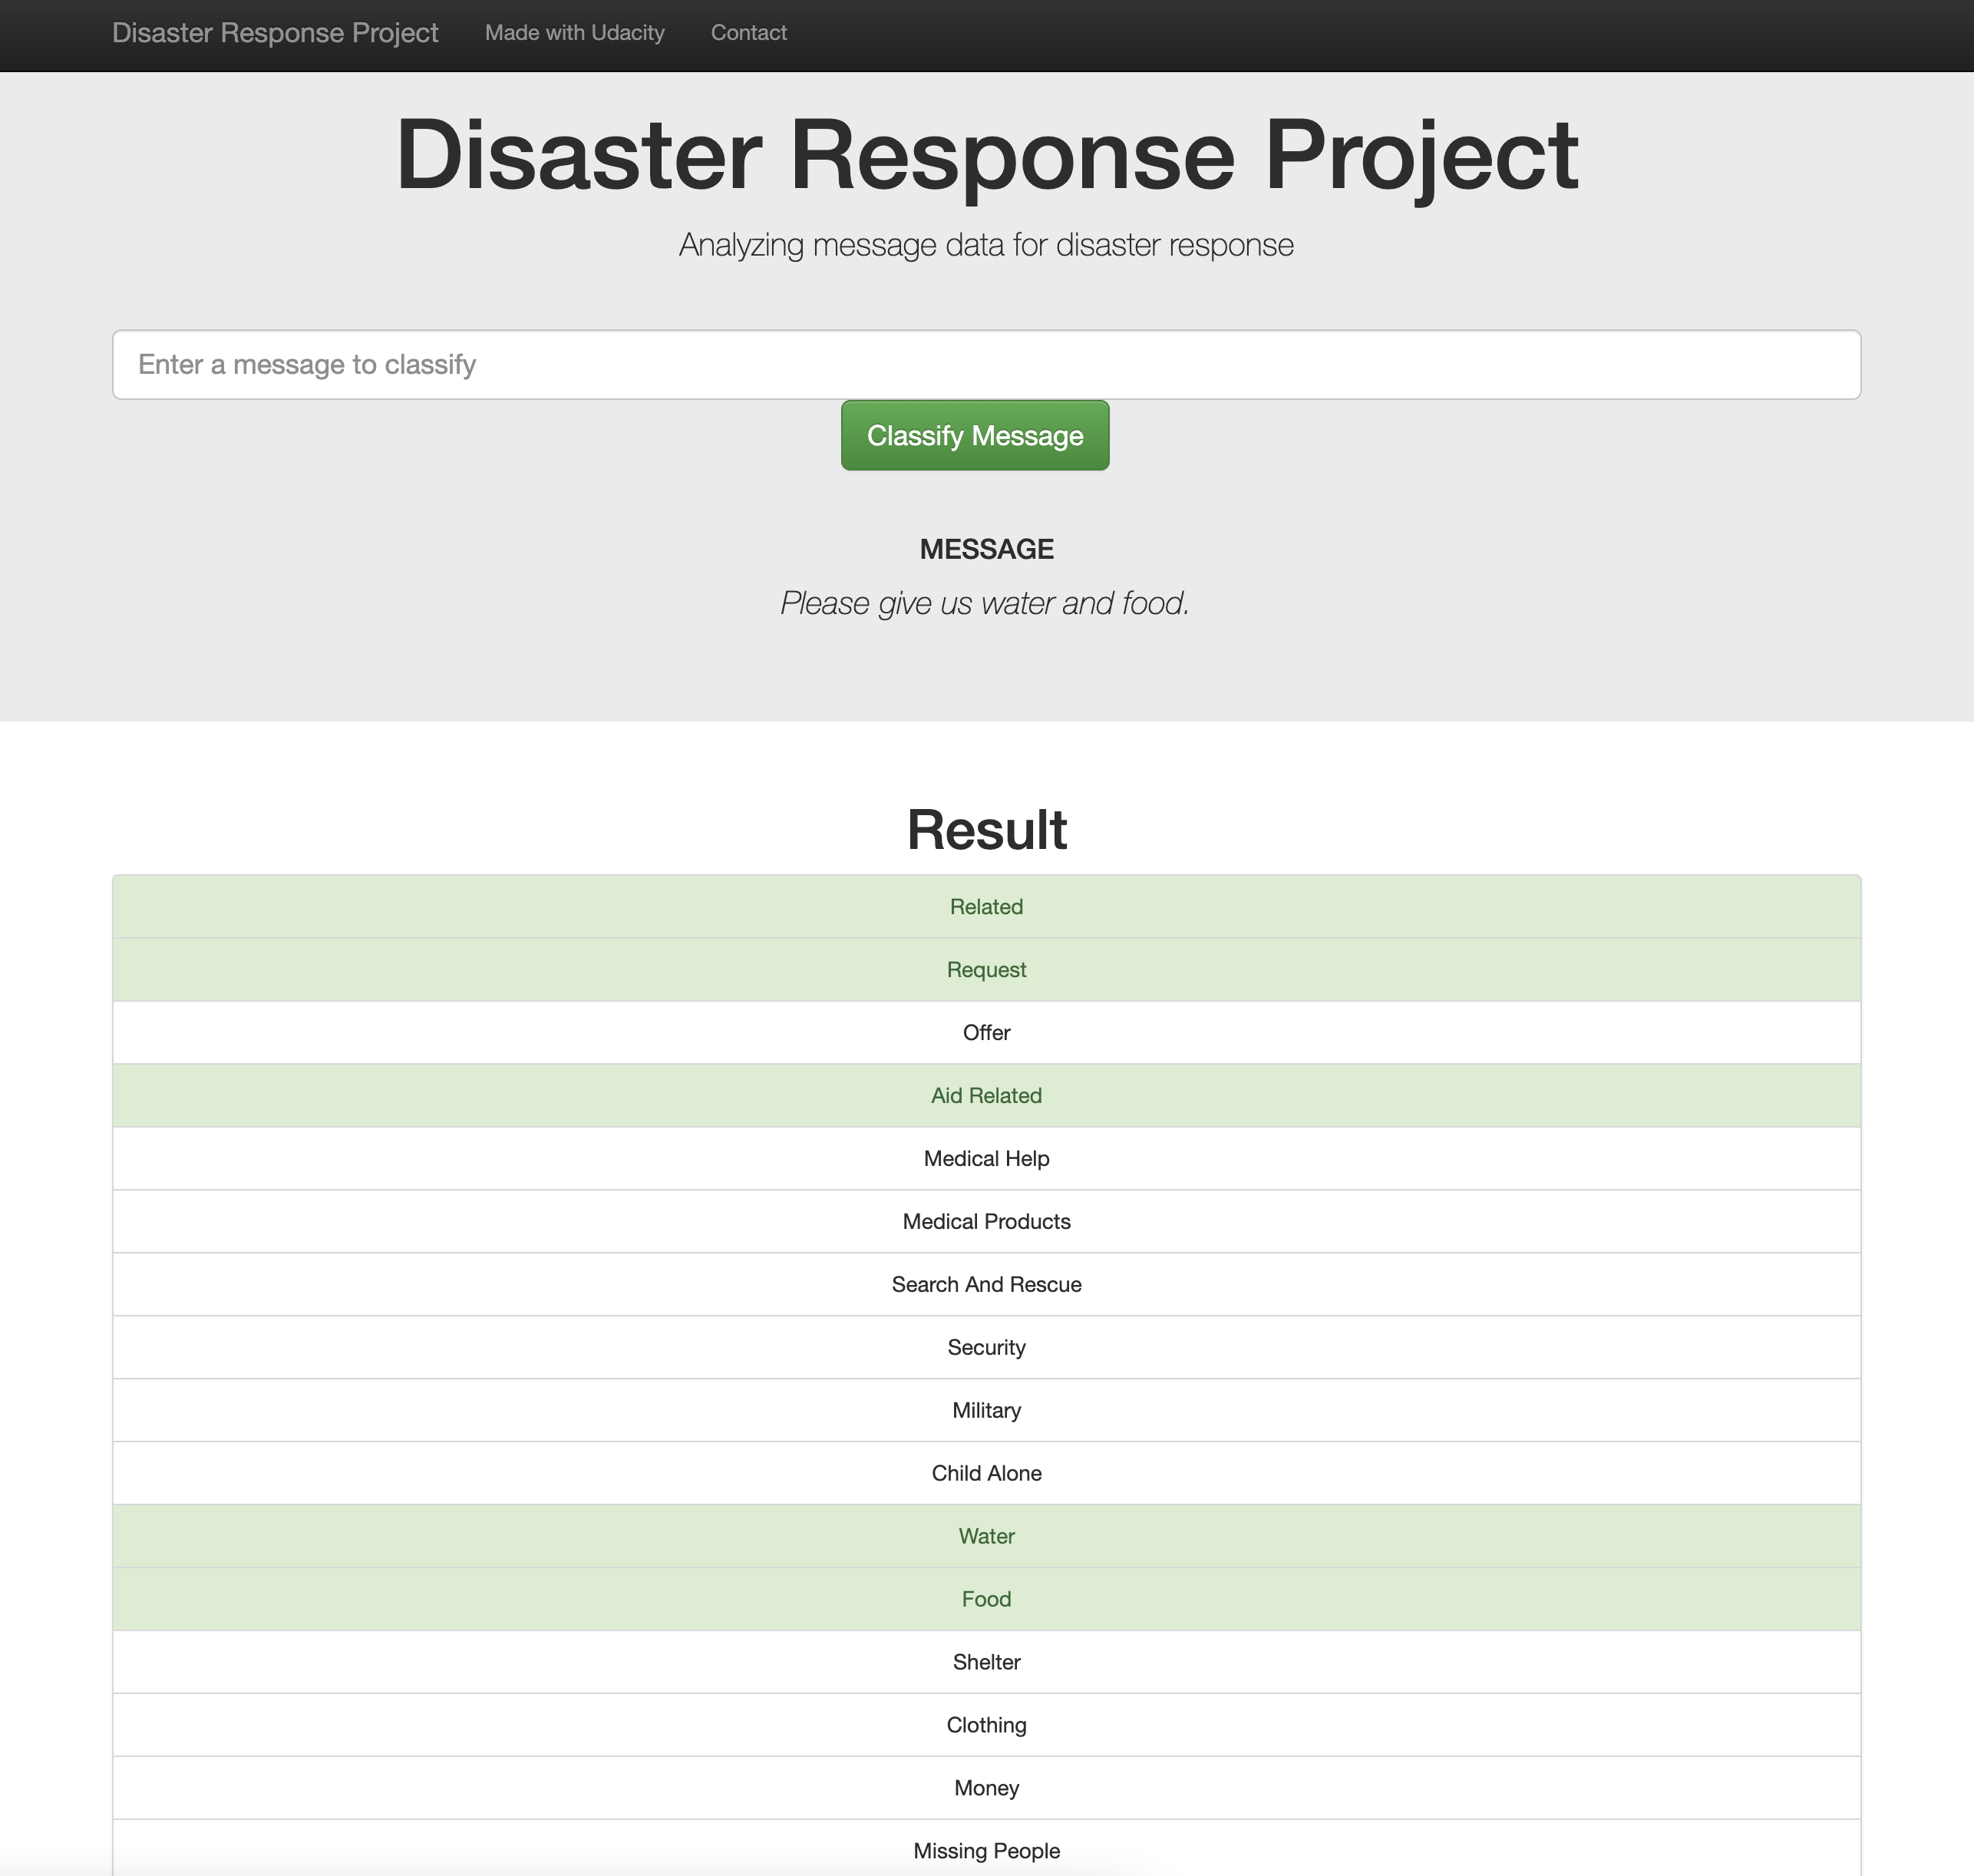 Disaster Response Project Made with Udacity Contact
Disaster Response Project
Analyzing message data for disaster response
Enter a message to classify
Classify Message
MESSAGE
Please give us water and food.
Result
Related
Request
Offer
Aid Related
Medical Help
Medical Products
Search And Rescue
Security
Military
Child Alone
Water
Food
Shelter
Clothing
Money
Missing People